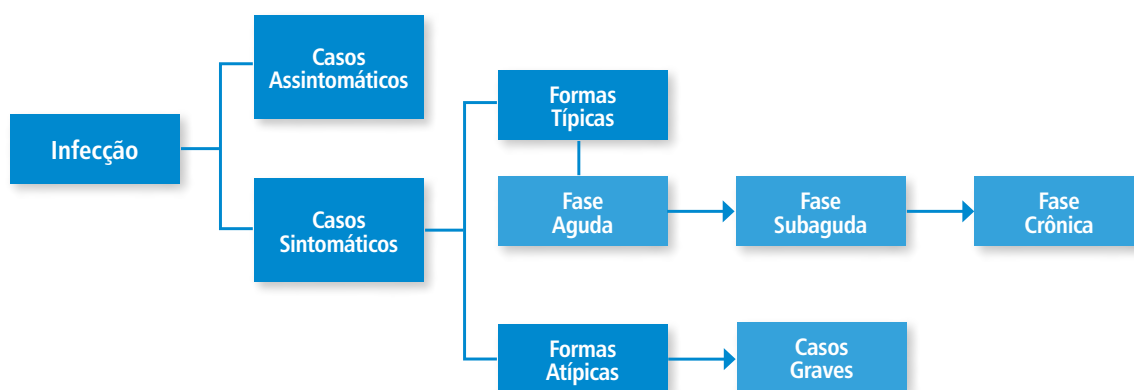 Infecção
Casos
Assintomáticos
Casos
Sintomáticos
Formas
Típicas
Fase
Aguda
Fase
Subaguda
Fase
Crônica
Formas
Atípicas
Casos
Graves